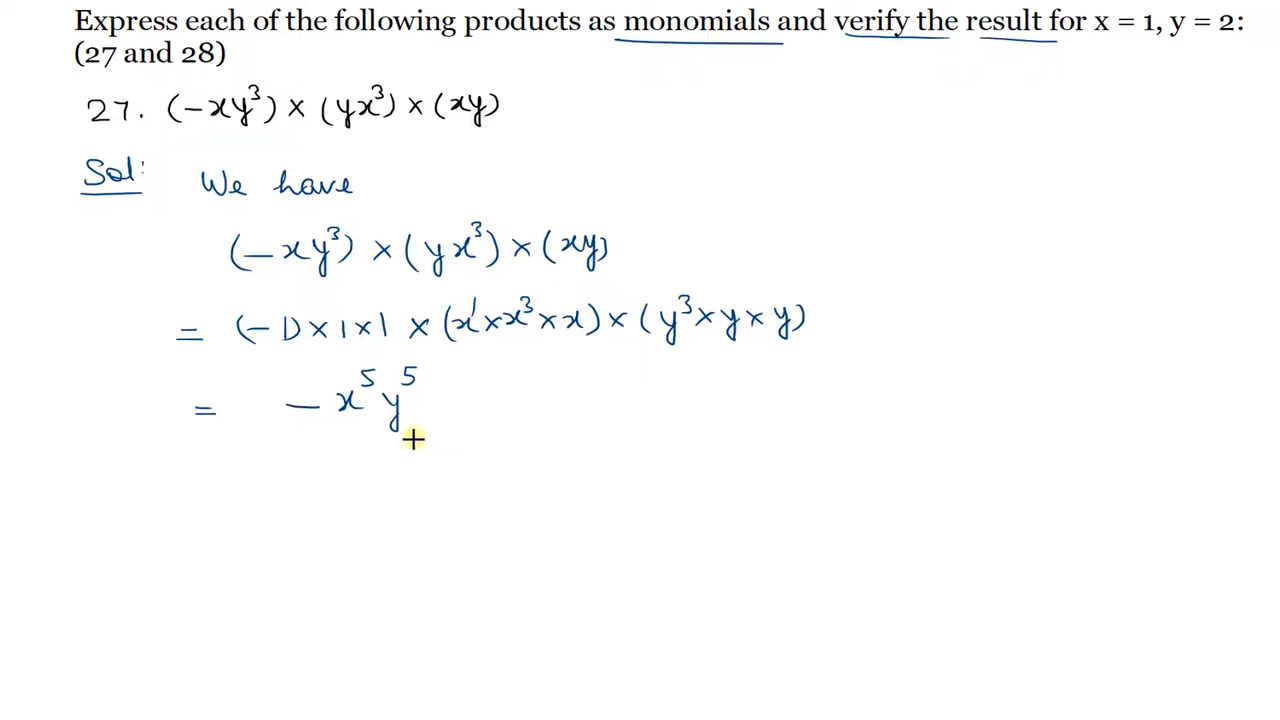 Express each of the following products as monomials and verify the result for x = 1, y = 2:
(27 and 28)
27. (-xy³) × (yx³) × (xy)
Sol: We have
(-xy³) × (yx³) × (xy)
= (-1) × 1 × 1 × (x¹ × x³ × x) × (y³ × y × y)
= -x⁵y⁵